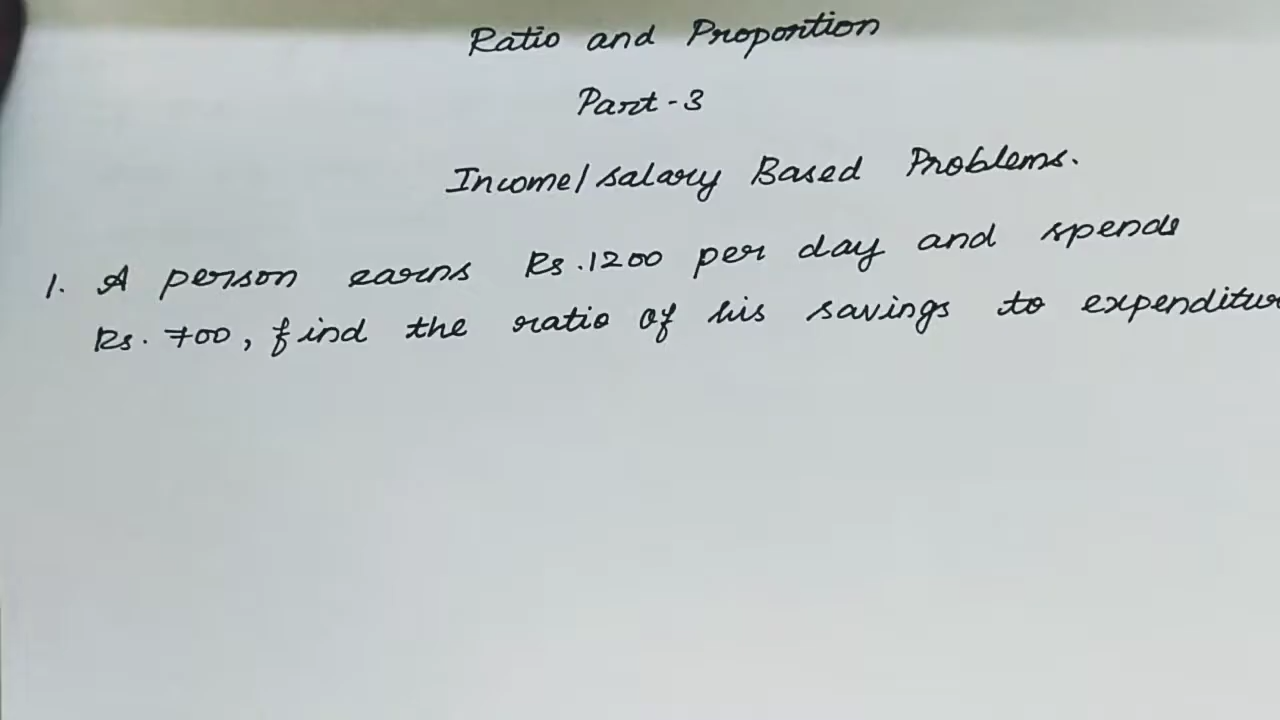 Ratio and Proportion
Part-3
Income/salary Based Problems.
1. A person earns Rs.1200 per day and spends
Rs. 700, find the ratio of his savings to expenditur